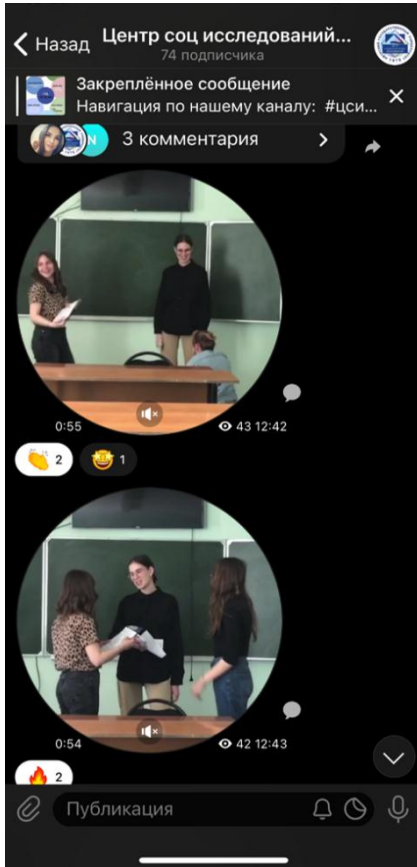 Назад
Центр соц исследований...
74 подписчика
Закреплённое сообщение
Навигация по нашему каналу: #цси...
N
3 комментария
0:55
43 12:42
2
1
0:54
42 12:43
2
Публикация